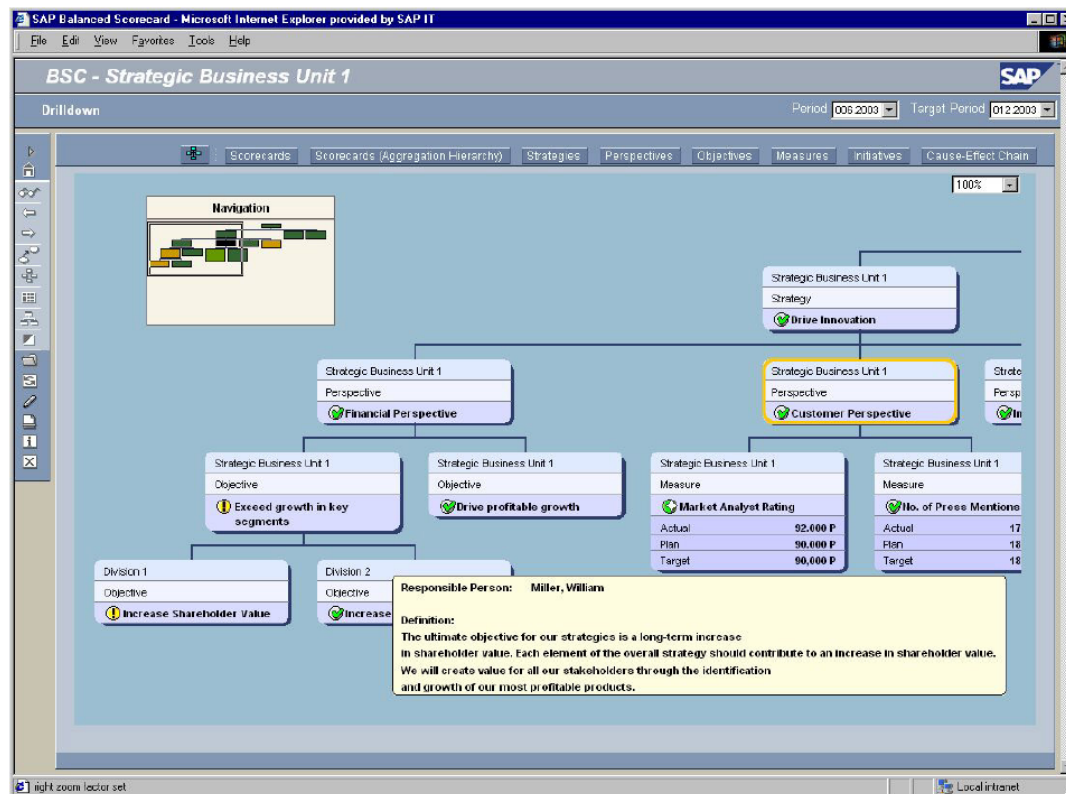 SAP Balanced Scorecard - Microsoft Internet Explorer provided by SAP IT
File Edit View Favorites Tools Help
BSC - Strategic Business Unit 1
SAP
Drilldown
Period 006.2003 Target Period 012.2003
Scorecards Scorecards (Aggregation Hierarchy) Strategies Perspectives Objectives Measures Initiatives Cause-Effect Chain
100%
Navigation
Strategic Business Unit 1
Strategy
Drive Innovation
Strategic Business Unit 1
Perspective
Financial Perspective
Strategic Business Unit 1
Perspective
Customer Perspective
Strate
Persp
In
Strategic Business Unit 1
Objective
Exceed growth in key
segments
Strategic Business Unit 1
Objective
Drive profitable growth
Strategic Business Unit 1
Measure
Market Analyst Rating
Actual 92.000 P
Plan 90.000 P
Target 90,000 P
Strategic Business Unit 1
Measure
No. of Press Mentions
Actual 17
Plan 18
Target 18
Division 1
Objective
Increase Shareholder Value
Division 2
Objective
Increase
Responsible Person: Miller, William
Definition:
The ultimate objective for our strategies is a long-term increase
in shareholder value. Each element of the overall strategy should contribute to an increase in shareholder value.
We will create value for all our stakeholders through the identification
and growth of our most profitable products.
right zoom lector set
Local intranet